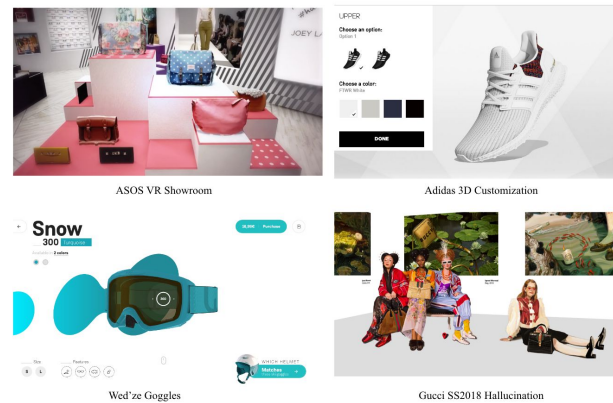 JOEY LA
ASOS VR Showroom
UPPER
Choose an option:
Option 1
Choose a color:
FTWR White
DONE
Adidas 3D Customization
Snow
300 Turquoise
2 colors
Purchase
Size
Features
S L
WHICH HELMET
Matches
Wed'ze Goggles
Gucci SS2018 Hallucination